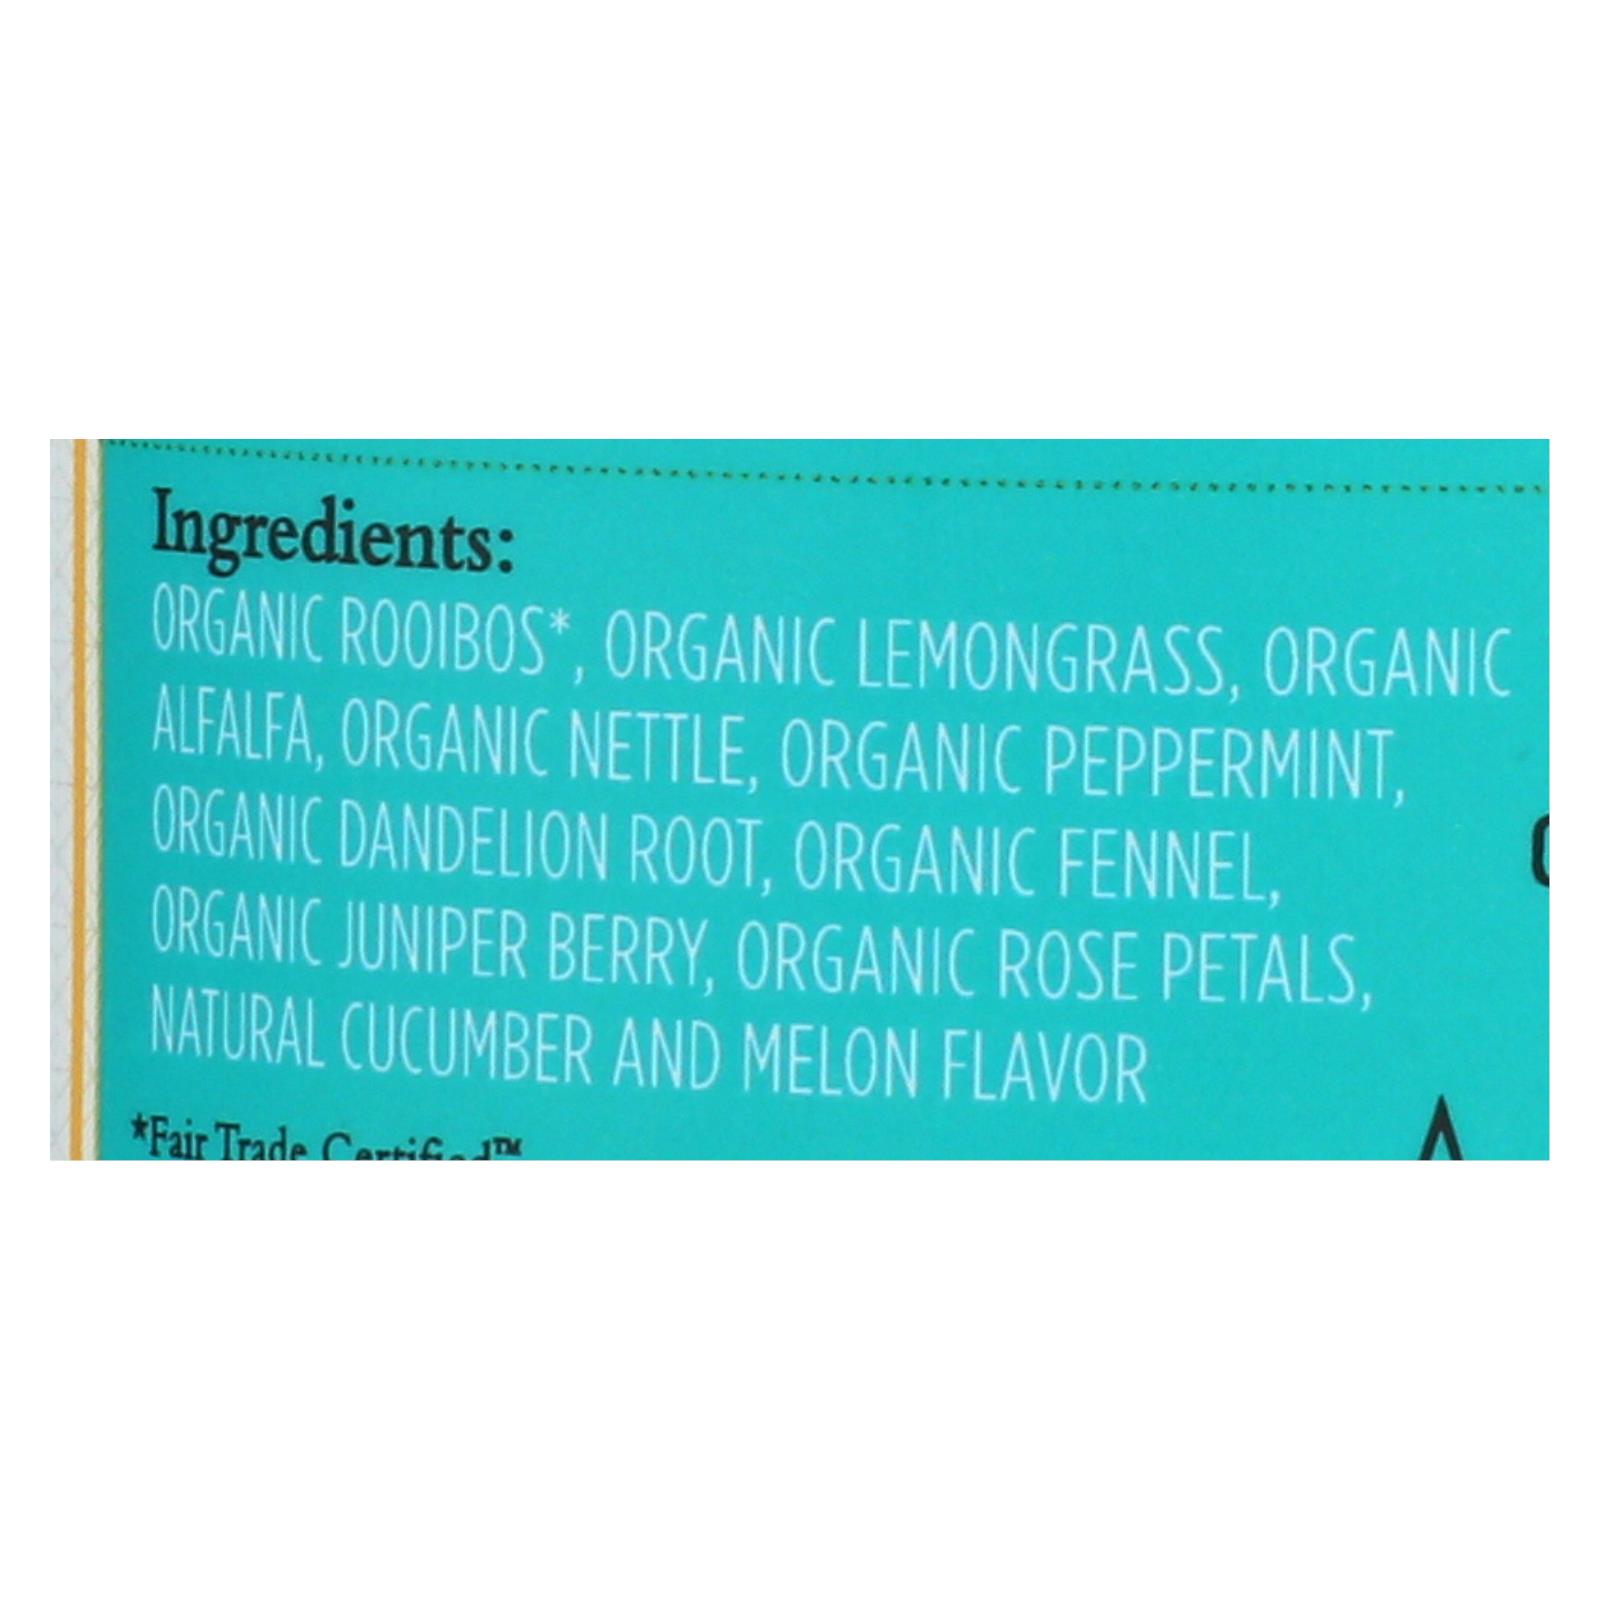 Ingredients:
ORGANIC ROOIBOS*, ORGANIC LEMONGRASS, ORGANIC
ALFALFA, ORGANIC NETTLE, ORGANIC PEPPERMINT,
ORGANIC DANDELION ROOT, ORGANIC FENNEL,
ORGANIC JUNIPER BERRY, ORGANIC ROSE PETALS,
NATURAL CUCUMBER AND MELON FLAVOR
*Fair Trade Certified™